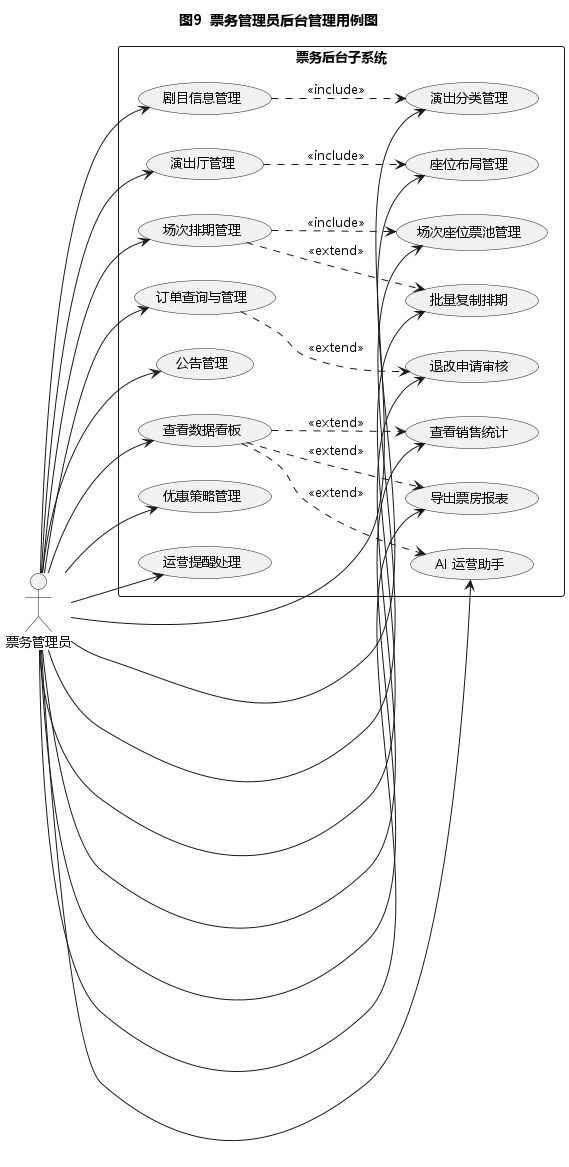 图9 票务管理员后台管理用例图
票务后台子系统
剧目信息管理
«include»
演出分类管理
演出厅管理
«include»
座位布局管理
场次排期管理
«include»
场次座位票池管理
«extend»
批量复制排期
订单查询与管理
«extend»
退改申请审核
公告管理
查看数据看板
«extend»
查看销售统计
«extend»
导出票房报表
«extend»
优惠策略管理
AI 运营助手
运营提醒处理
票务管理员